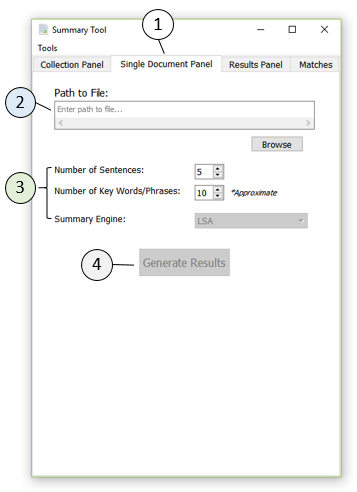 1
Summary Tool
Tools
Collection Panel Single Document Panel Results Panel Matches
Path to File:
2
Enter path to file...
Browse
3
Number of Sentences: 5
Number of Key Words/Phrases: 10 *Approximate
Summary Engine: LSA
4
Generate Results